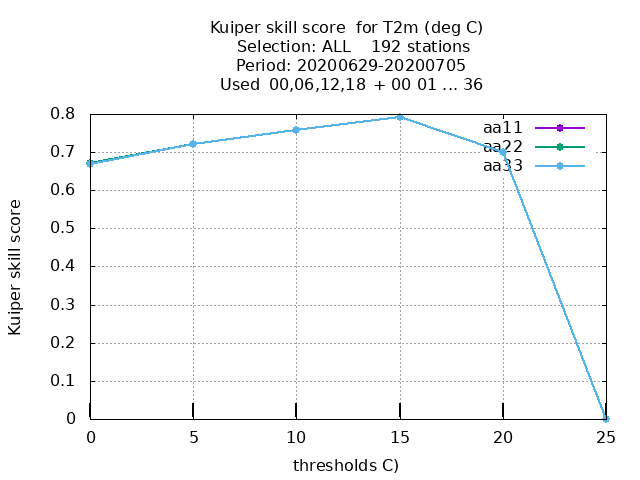 Kuiper skill score for T2m (deg C)
Selection: ALL 192 stations
Period: 20200629-20200705
Used 00,06,12,18 + 00 01 ... 36
Kuiper skill score
0.8
0.7
0.6
0.5
0.4
0.3
0.2
0.1
0
aa11
aa22
aa33
0 5 10 15 20 25
thresholds C)